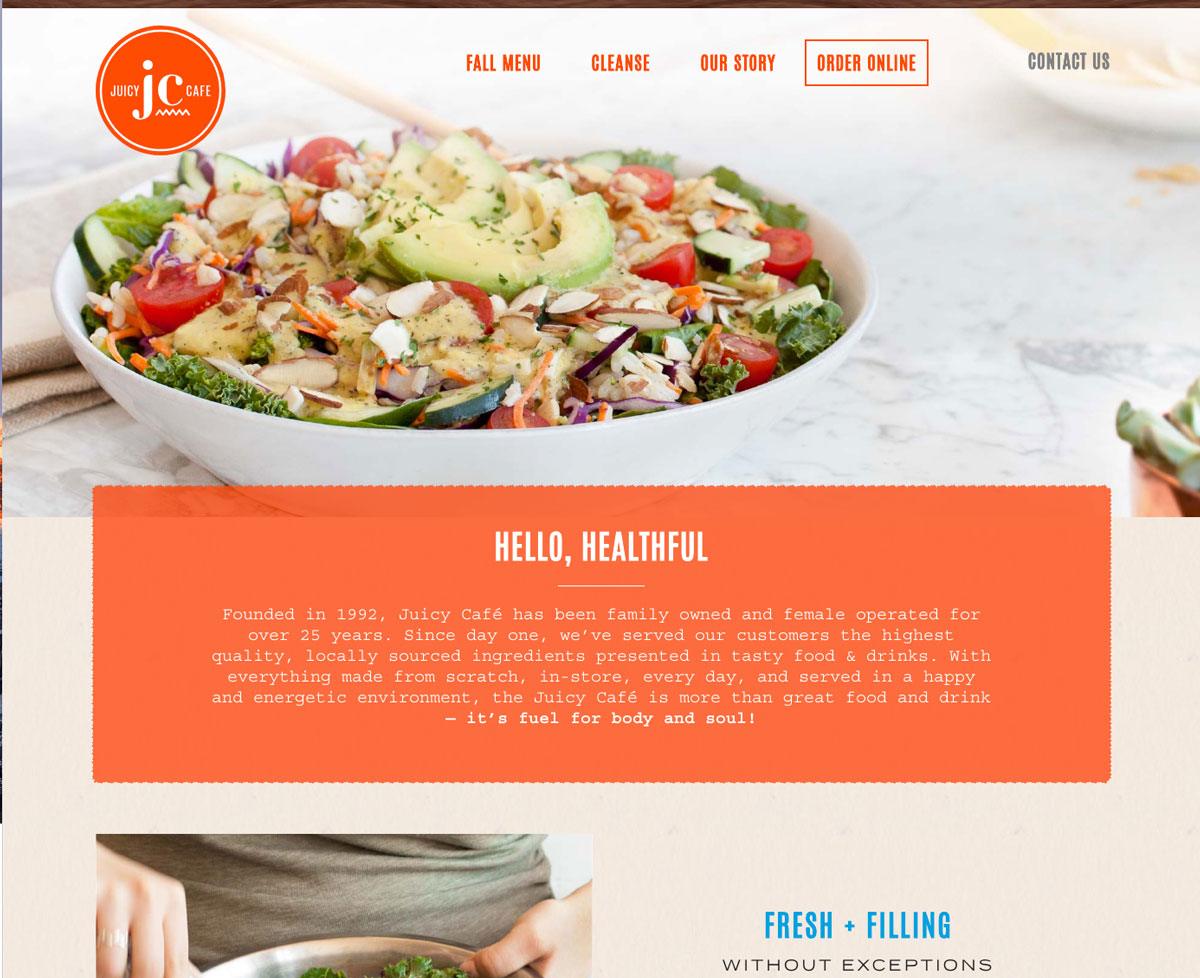 JUICY jc CAFE
FALL MENU
CLEANSE
OUR STORY
ORDER ONLINE
CONTACT US
HELLO, HEALTHFUL
Founded in 1992, Juicy Café has been family owned and female operated for
over 25 years. Since day one, we’ve served our customers the highest
quality, locally sourced ingredients presented in tasty food & drinks. With
everything made from scratch, in-store, every day, and served in a happy
and energetic environment, the Juicy Café is more than great food and drink
— it’s fuel for body and soul!
FRESH + FILLING
WITHOUT EXCEPTIONS